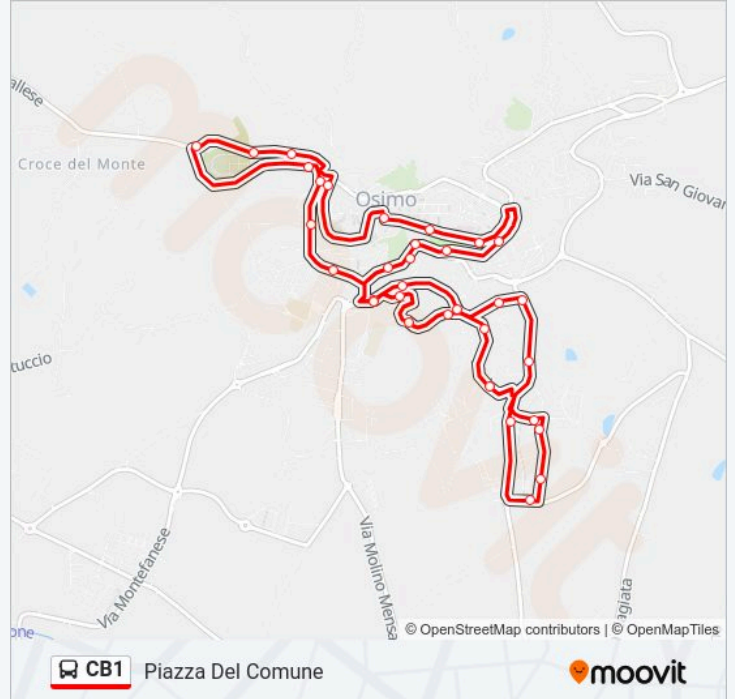 allese
Croce del Monte
Osimo
Via San Giovar
tuccio
Via Montefanese
Via Molino Mensa
agiata
one
© OpenStreetMap contributors | © OpenMapTiles
CB1 Piazza Del Comune
moovit
moovit